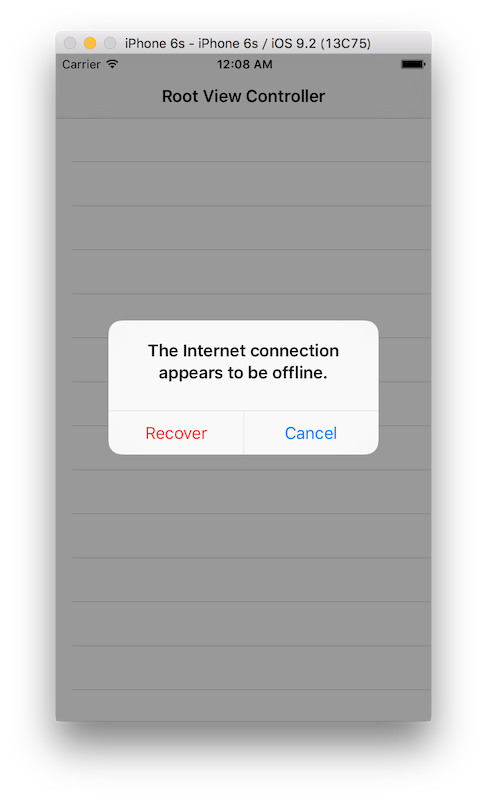 iPhone 6s - iPhone 6s / iOS 9.2 (13C75)
Carrier 12:08 AM
Root View Controller
The Internet connection
appears to be offline.
Recover Cancel